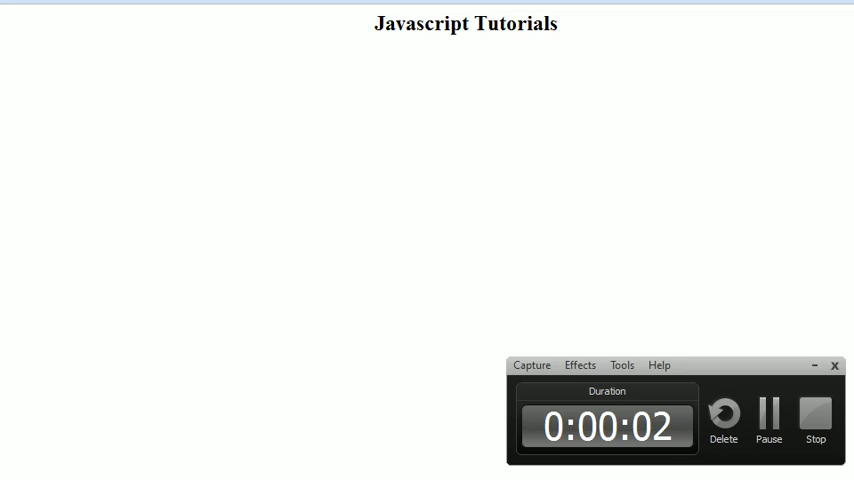 Javascript Tutorials
Capture Effects Tools Help
Duration
0:00:02
Delete Pause Stop